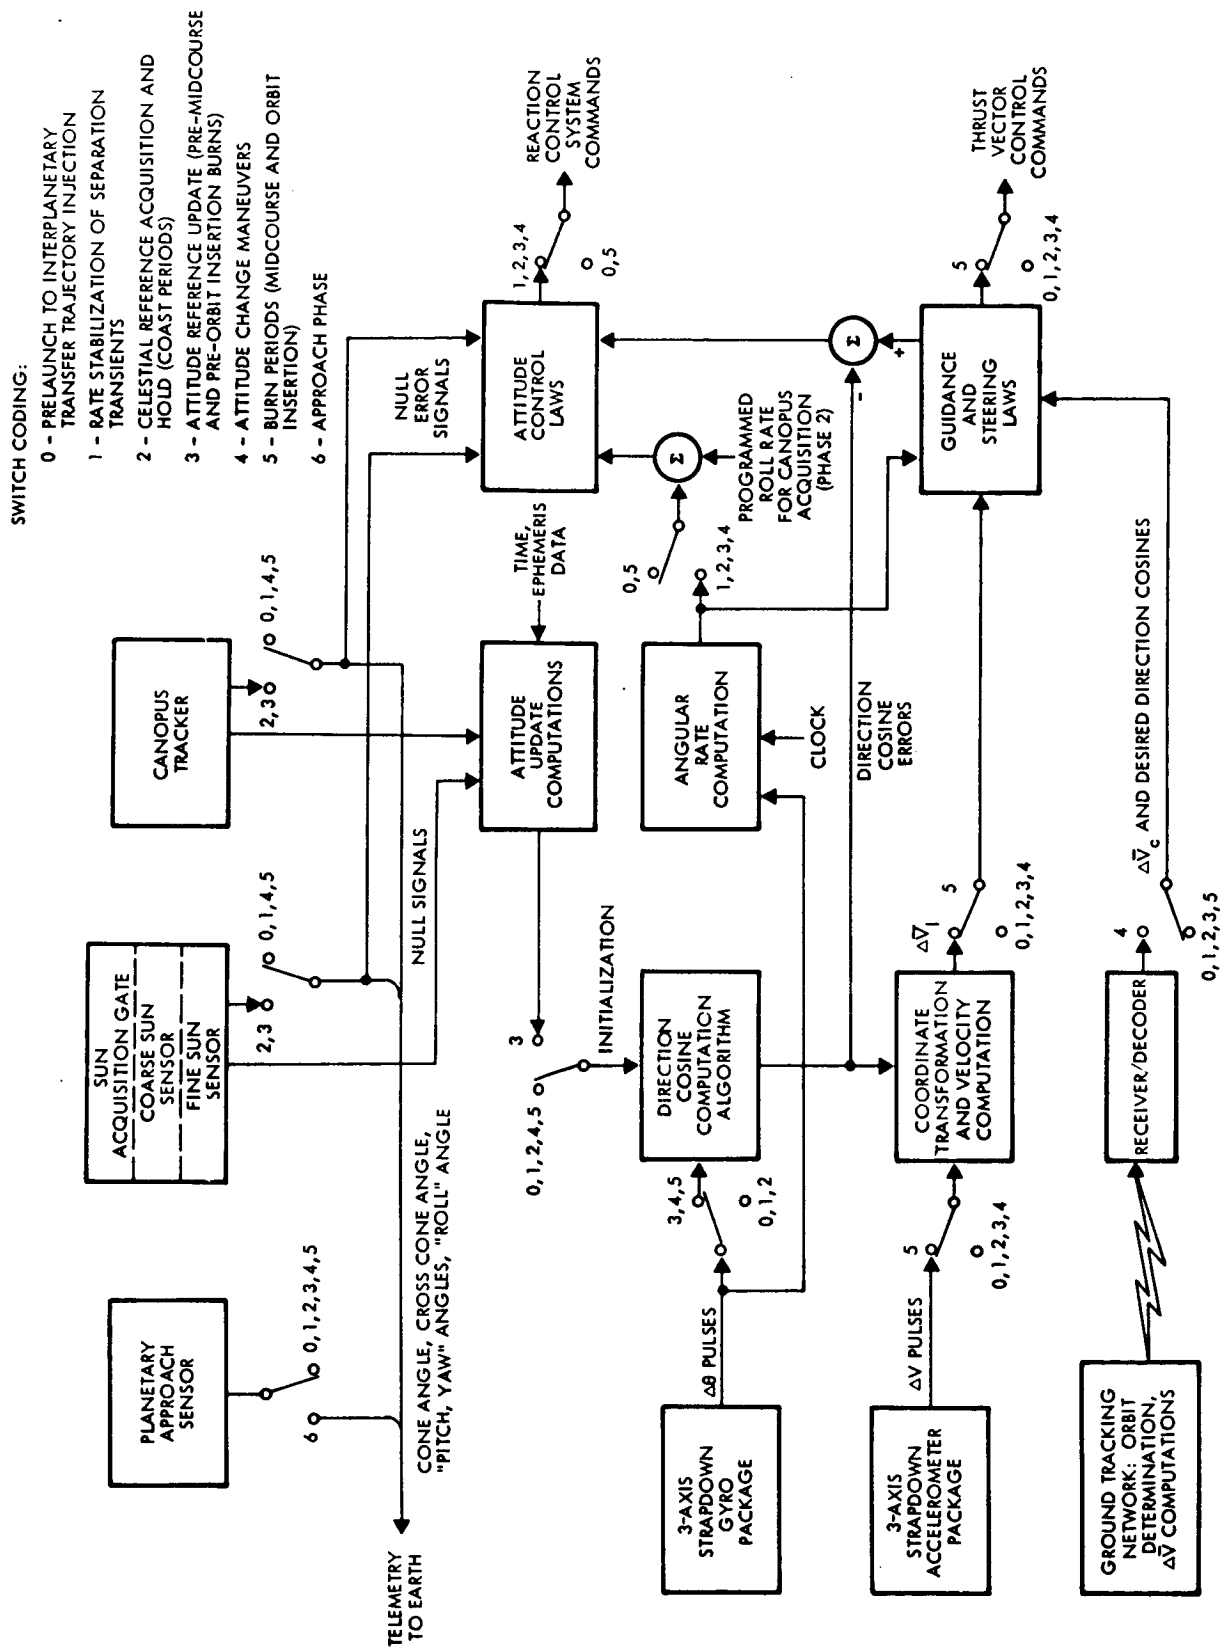 SWITCH CODING:
0 - PRELAUNCH TO INTERPLANETARY
TRANSFER TRAJECTORY INJECTION
1 - RATE STABILIZATION OF SEPARATION
TRANSIENTS
2 - CELESTIAL REFERENCE ACQUISITION AND
HOLD (COAST PERIODS)
3 - ATTITUDE REFERENCE UPDATE (PRE-MIDCOURSE
AND PRE-ORBIT INSERTION BURNS)
4 - ATTITUDE CHANGE MANEUVERS
5 - BURN PERIODS (MIDCOURSE AND ORBIT
INSERTION)
6 - APPROACH PHASE
PLANETARY
APPROACH
SENSOR
6
0, 1, 2, 3, 4, 5
SUN
ACQUISITION GATE
COARSE SUN
SENSOR
FINE SUN
SENSOR
2, 3
0, 1, 4, 5
CANOPUS
TRACKER
2, 3
0, 1, 4, 5
TELEMETRY
TO EARTH
CONE ANGLE, CROSS CONE ANGLE,
"PITCH, YAW" ANGLES, "ROLL" ANGLE
NULL SIGNALS
NULL
ERROR
SIGNALS
ATTITUDE
UPDATE
COMPUTATIONS
TIME,
EPHEMERIS
DATA
ATTITUDE
CONTROL
LAWS
1, 2, 3, 4
0, 5
REACTION
CONTROL
SYSTEM
COMMANDS
3
0, 1, 2, 4, 5
INITIALIZATION
3-AXIS
STRAPDOWN
GYRO
PACKAGE
Δθ PULSES
3, 4, 5
0, 1, 2
DIRECTION
COSINE
COMPUTATION
ALGORITHM
ANGULAR
RATE
COMPUTATION
CLOCK
0, 5
1, 2, 3, 4
Σ
PROGRAMMED
ROLL RATE
FOR CANOPUS
ACQUISITION
(PHASE 2)
DIRECTION
COSINE
ERRORS
Σ
-
+
3-AXIS
STRAPDOWN
ACCELEROMETER
PACKAGE
ΔV PULSES
5
0, 1, 2, 3, 4
COORDINATE
TRANSFORMATION
AND VELOCITY
COMPUTATION
ΔV̅I
5
0, 1, 2, 3, 4
GUIDANCE
AND
STEERING
LAWS
5
0, 1, 2, 3, 4
THRUST
VECTOR
CONTROL
COMMANDS
GROUND TRACKING
NETWORK: ORBIT
DETERMINATION,
ΔV̅ COMPUTATIONS
RECEIVER/DECODER
4
0, 1, 2, 3, 5
ΔV̅c AND DESIRED DIRECTION COSINES